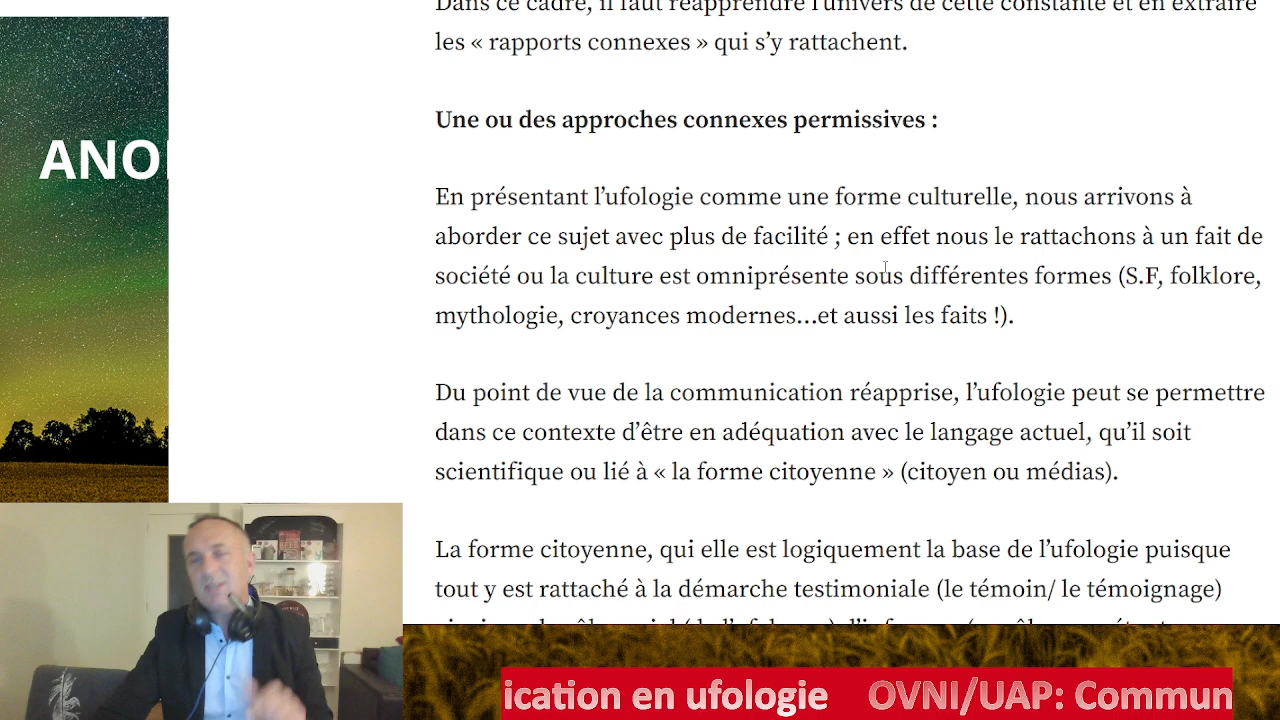 Dans ce cadre, il faut réapprendre l’univers de cette constante et en extraire
les « rapports connexes » qui s’y rattachent.
Une ou des approches connexes permissives :
ANO
En présentant l’ufologie comme une forme culturelle, nous arrivons à
aborder ce sujet avec plus de facilité ; en effet nous le rattachons à un fait de
société ou la culture est omniprésente sous différentes formes (S.F, folklore,
mythologie, croyances modernes…et aussi les faits !).
Du point de vue de la communication réapprise, l’ufologie peut se permettre
dans ce contexte d’être en adéquation avec le langage actuel, qu’il soit
scientifique ou lié à « la forme citoyenne » (citoyen ou médias).
La forme citoyenne, qui elle est logiquement la base de l’ufologie puisque
tout y est rattaché à la démarche testimoniale (le témoin/ le témoignage)
ication en ufologie OVNI/UAP: Commun